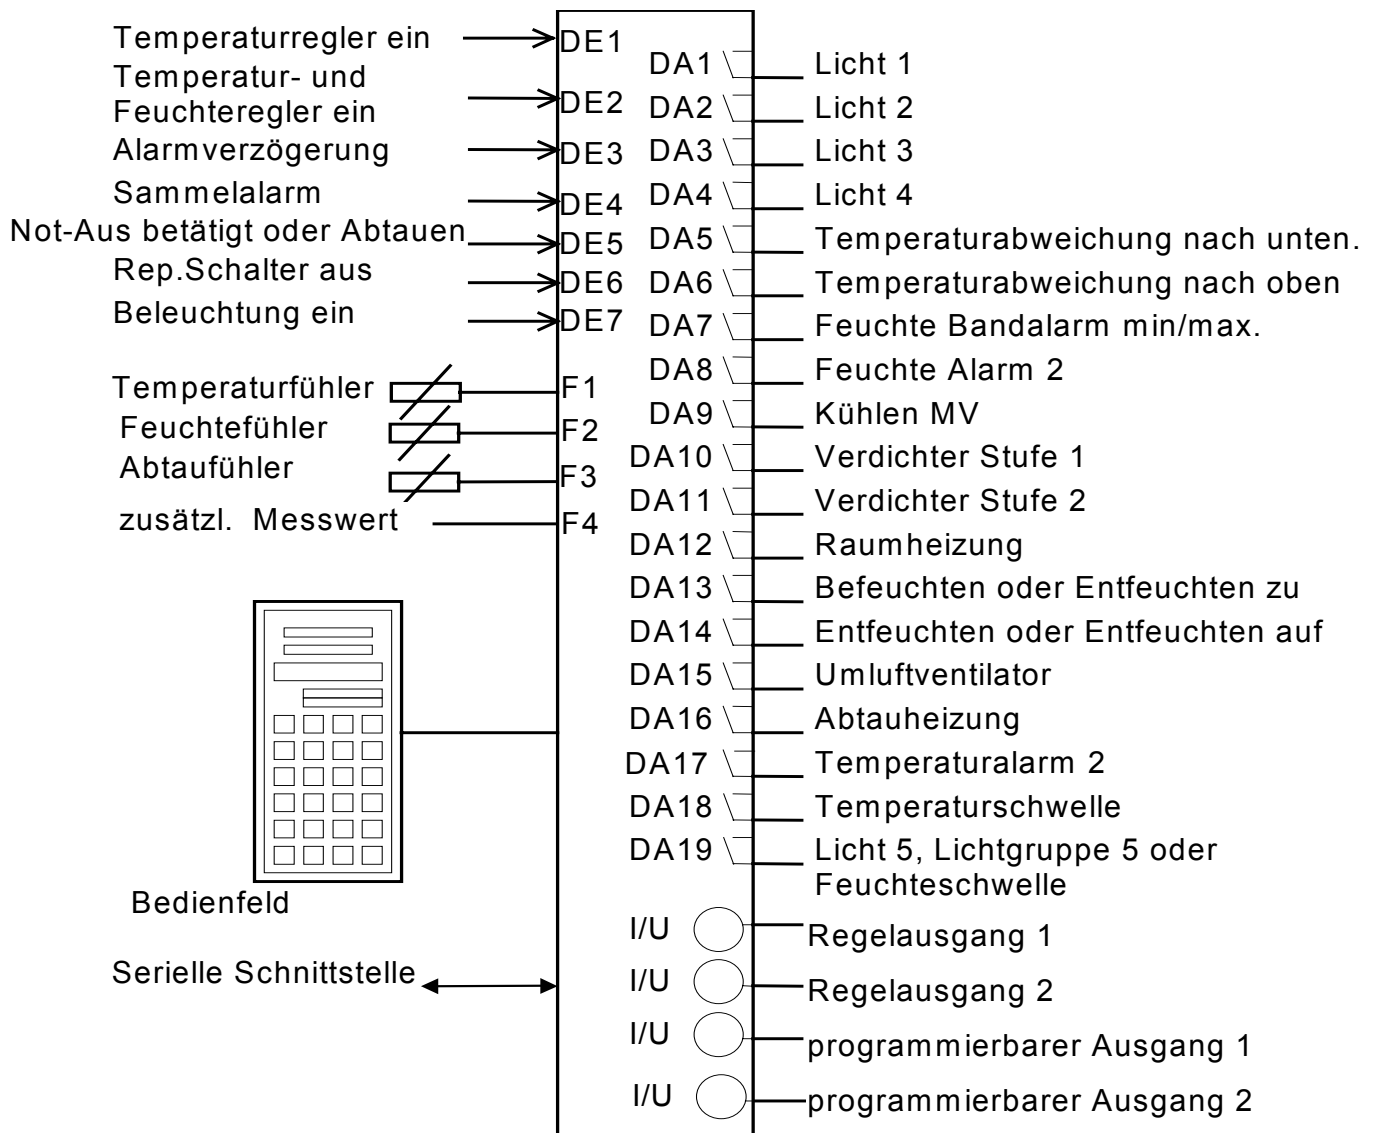 Temperaturregler ein
DE1
Temperatur- und
Feuchteregler ein
DE2
Alarmverzögerung
DE3
Sammelalarm
DE4
Not-Aus betätigt oder Abtauen
DE5
Rep.Schalter aus
DE6
Beleuchtung ein
DE7
Temperaturfühler
F1
Feuchtefühler
F2
Abtaufühler
F3
zusätzl. Messwert
F4
Bedienfeld
Serielle Schnittstelle
DA1 Licht 1
DA2 Licht 2
DA3 Licht 3
DA4 Licht 4
DA5 Temperaturabweichung nach unten.
DA6 Temperaturabweichung nach oben
DA7 Feuchte Bandalarm min/max.
DA8 Feuchte Alarm 2
DA9 Kühlen MV
DA10 Verdichter Stufe 1
DA11 Verdichter Stufe 2
DA12 Raumheizung
DA13 Befeuchten oder Entfeuchten zu
DA14 Entfeuchten oder Entfeuchten auf
DA15 Umluftventilator
DA16 Abtauheizung
DA17 Temperaturalarm 2
DA18 Temperaturschwelle
DA19 Licht 5, Lichtgruppe 5 oder
Feuchteschwelle
I/U Regelausgang 1
I/U Regelausgang 2
I/U programmierbarer Ausgang 1
I/U programmierbarer Ausgang 2